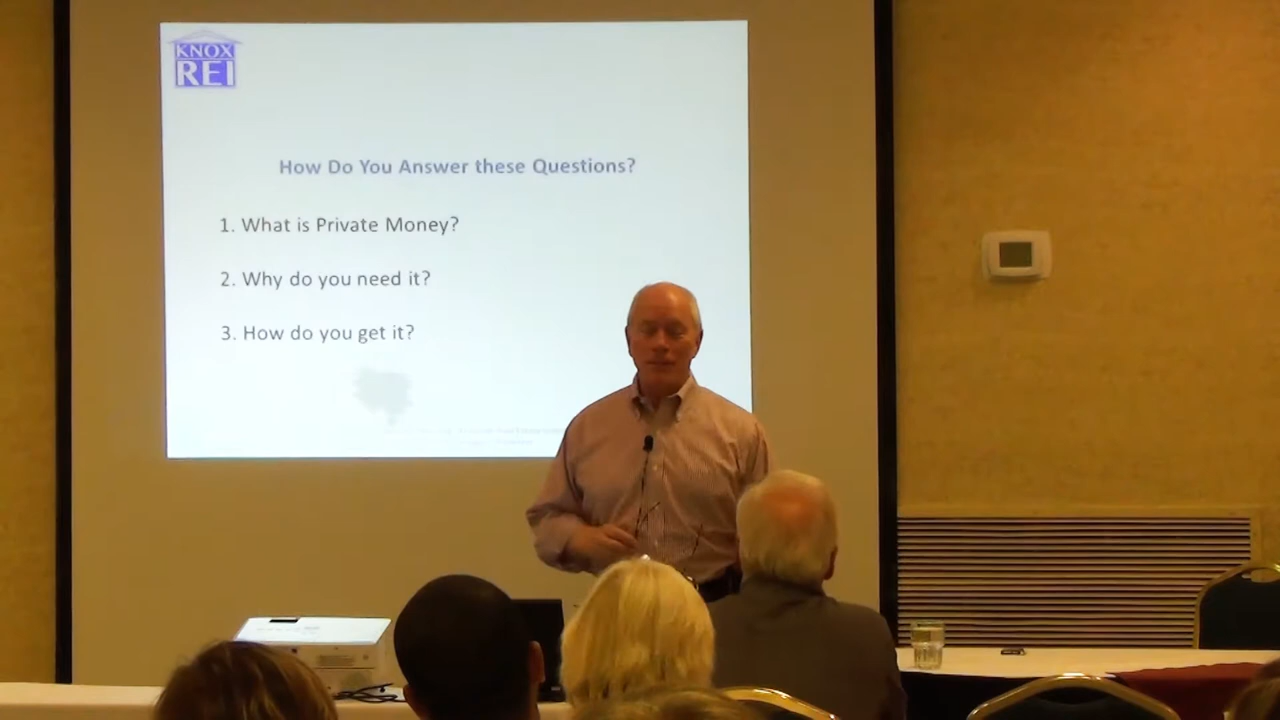 KNOX
REI
How Do You Answer these Questions?
1. What is Private Money?
2. Why do you need it?
3. How do you get it?